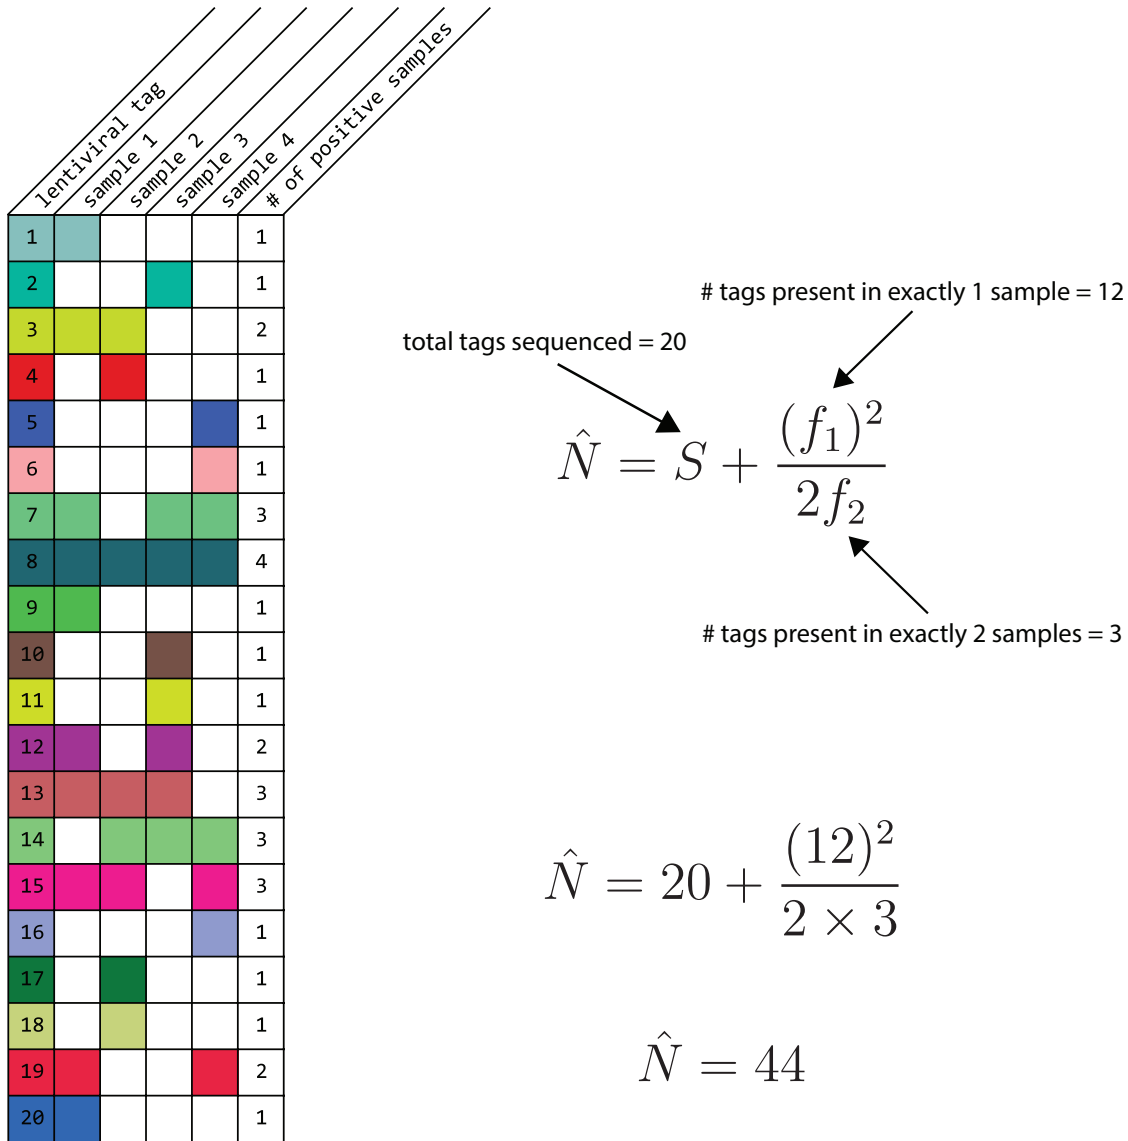 lentiviral tag
sample 1
sample 2
sample 3
sample 4
# of positive samples
1 1
2 1
3 2
4 1
5 1
6 1
7 3
8 4
9 1
10 1
11 1
12 2
13 3
14 3
15 3
16 1
17 1
18 1
19 2
20 1
# tags present in exactly 1 sample = 12
total tags sequenced = 20
N̂ = S + (f₁)² / 2f₂
# tags present in exactly 2 samples = 3
N̂ = 20 + (12)² / 2 × 3
N̂ = 44